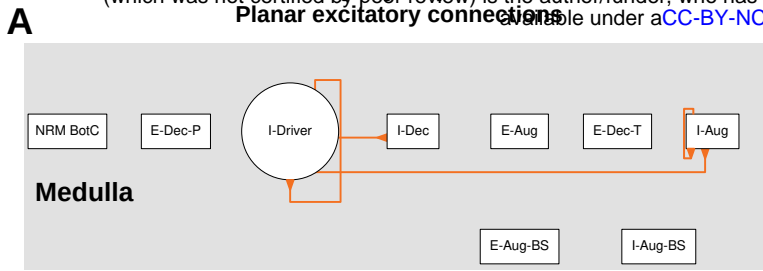 (which was not certified by peer review) is the author/funder, who has
A
Planar excitatory connections
available under aCC-BY-NC
NRM BotC
E-Dec-P
I-Driver
I-Dec
E-Aug
E-Dec-T
I-Aug
Medulla
E-Aug-BS
I-Aug-BS